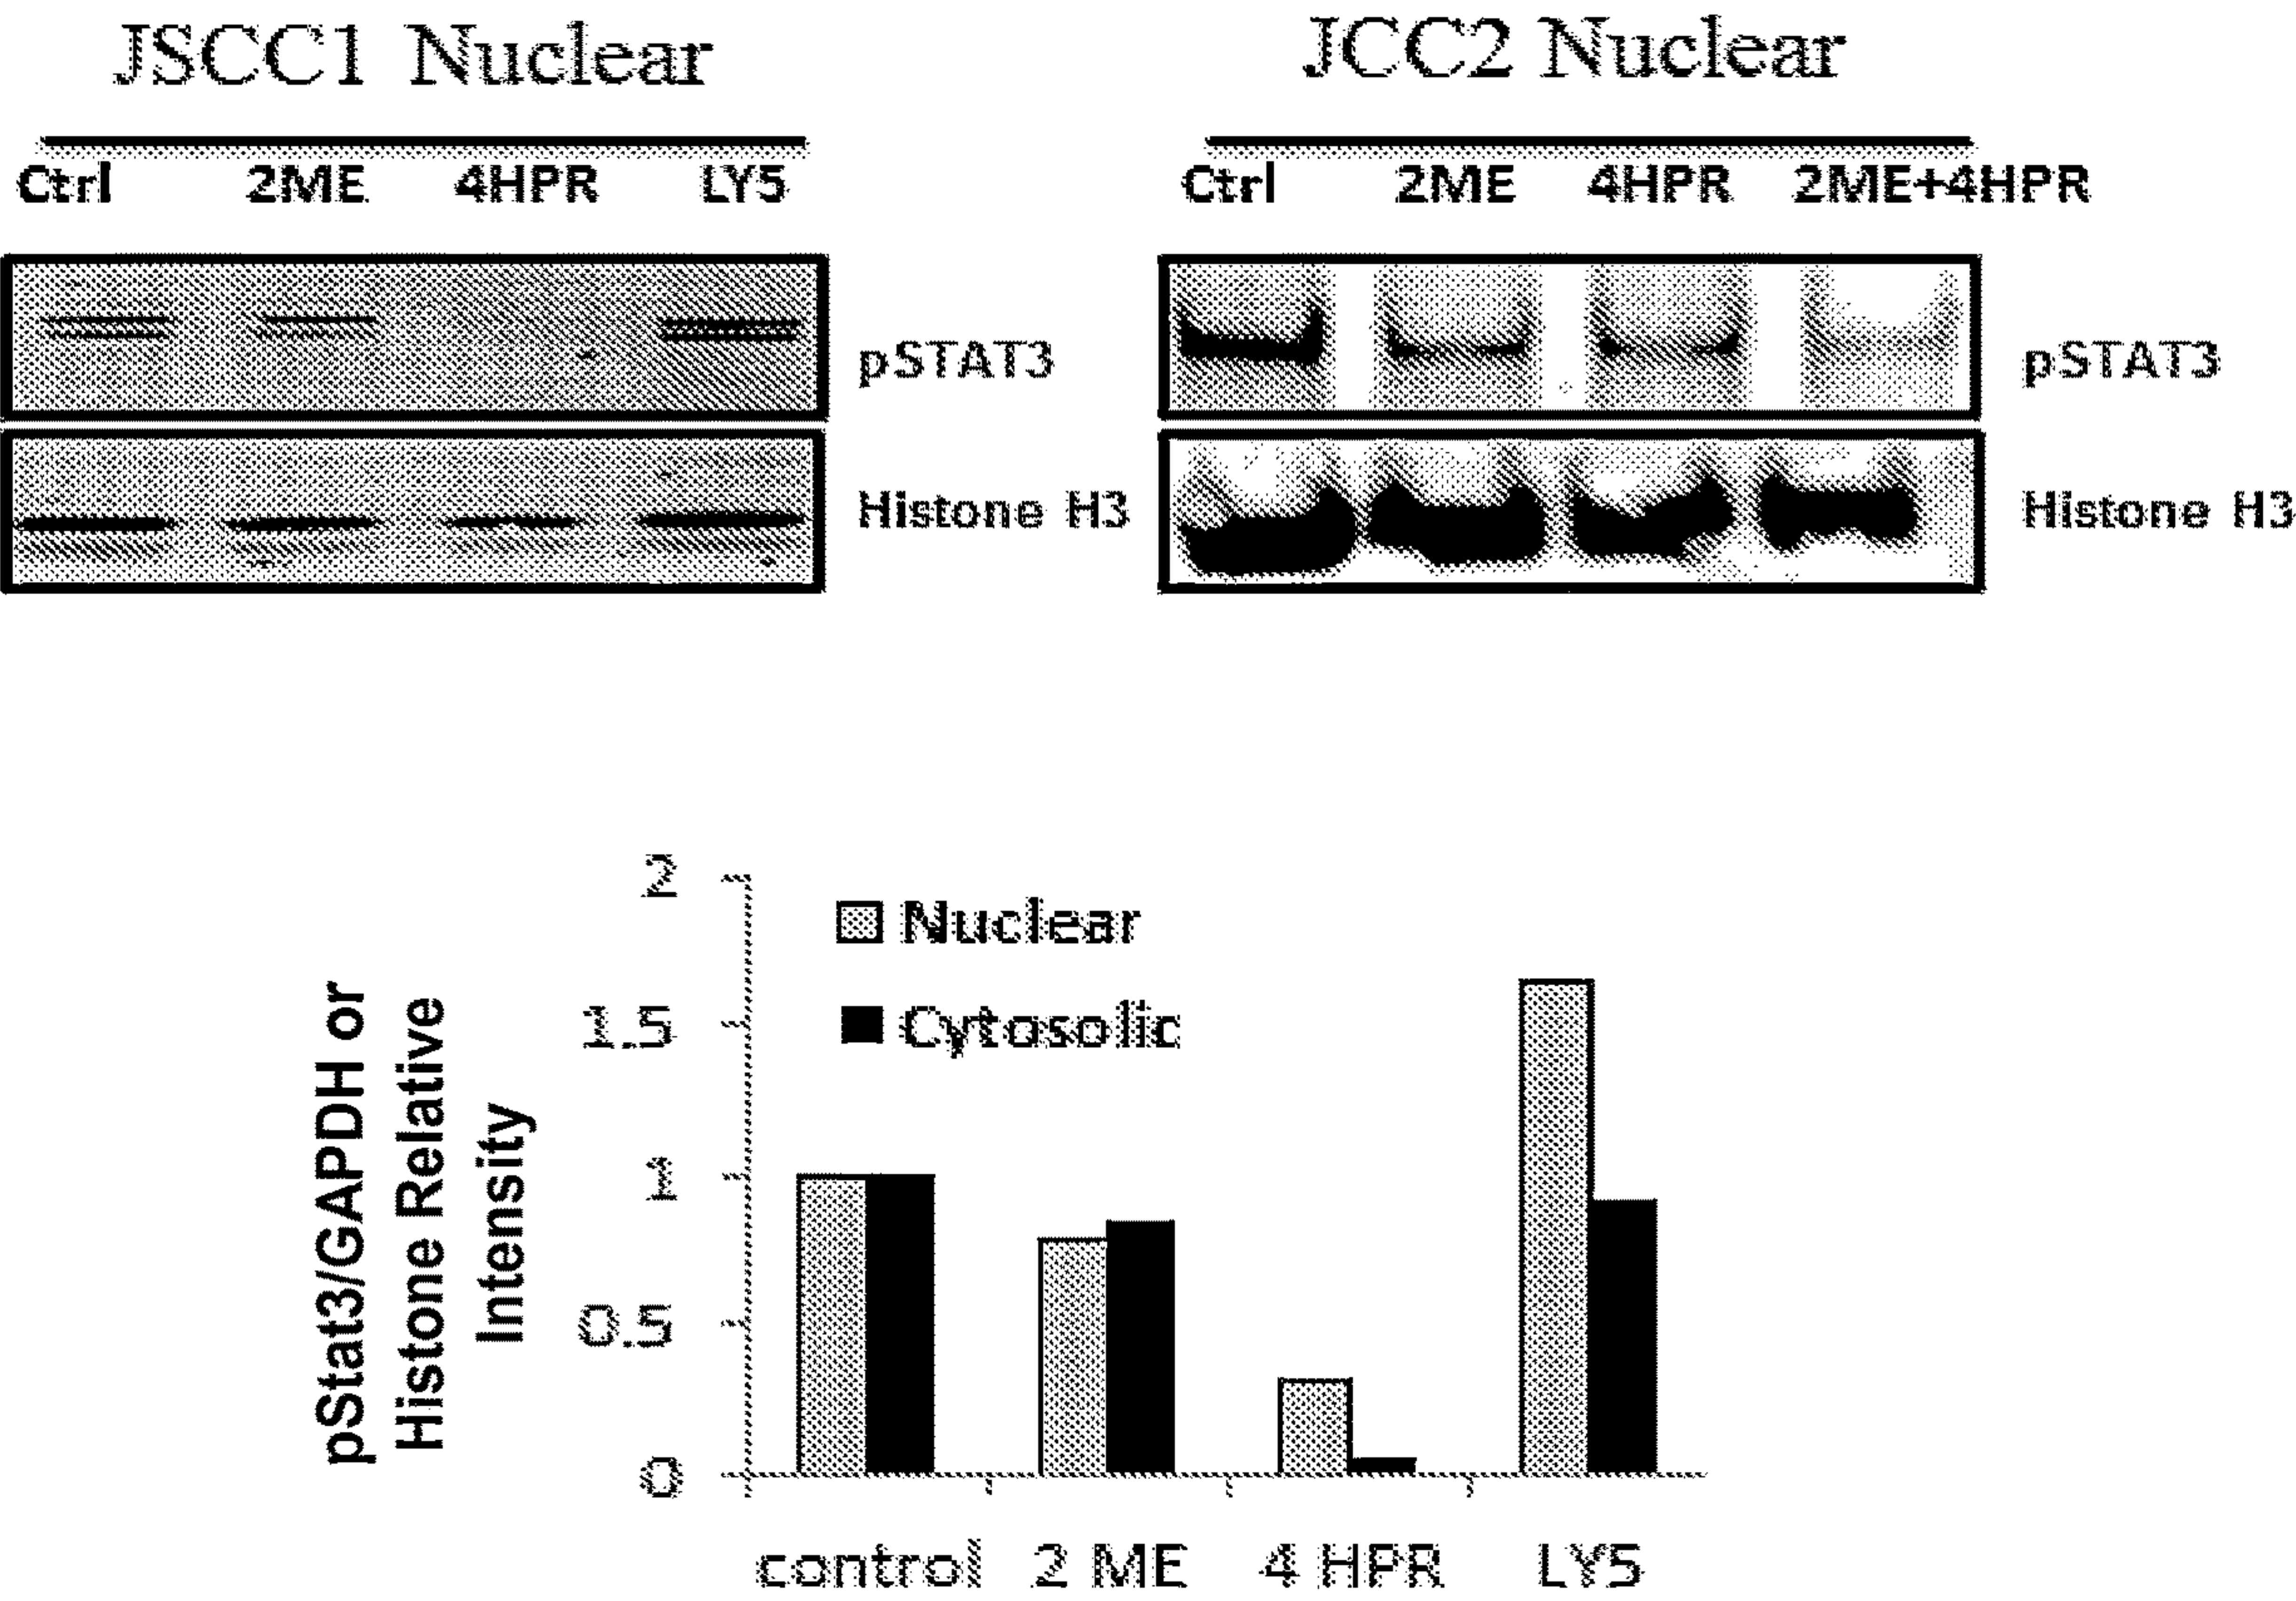 JSCC1 Nuclear
Ctrl 2ME 4HPR LY5
pSTAT3
Histone H3
JCC2 Nuclear
Ctrl 2ME 4HPR 2ME+4HPR
pSTAT3
Histone H3
pStat3/GAPDH or
Histone Relative
Intensity
2
1.5
1
0.5
0
Nuclear
Cytosolic
control 2 ME 4 HPR LY5